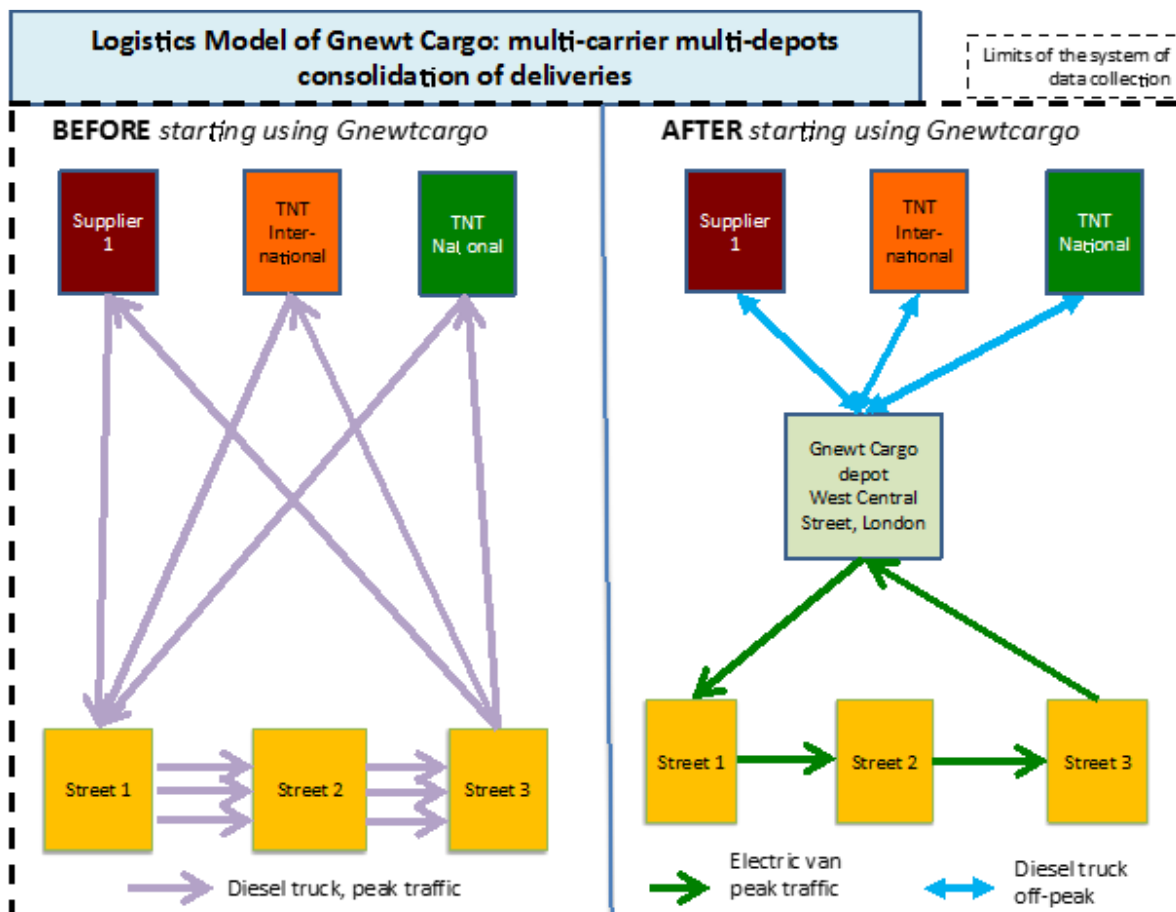 Logistics Model of Gnewt Cargo: multi-carrier multi-depots
consolidation of deliveries
Limits of the system of
data collection
BEFORE starting using Gnewtcargo
Supplier
1
TNT
Inter-
national
TNT
Nat, onal
Street 1
Street 2
Street 3
Diesel truck, peak traffic
AFTER starting using Gnewtcargo
Supplier
1
TNT
Inter-
national
TNT
National
Gnewt Cargo
depot
West Central
Street, London
Street 1
Street 2
Street 3
Electric van
peak traffic
Diesel truck
off-peak